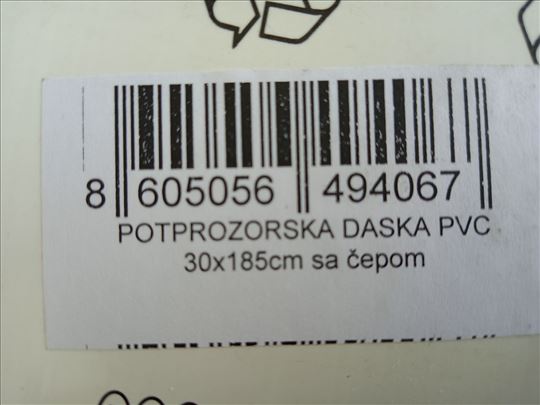 8 605056 494067
POTPROZORSKA DASKA PVC
30x185cm sa čepom